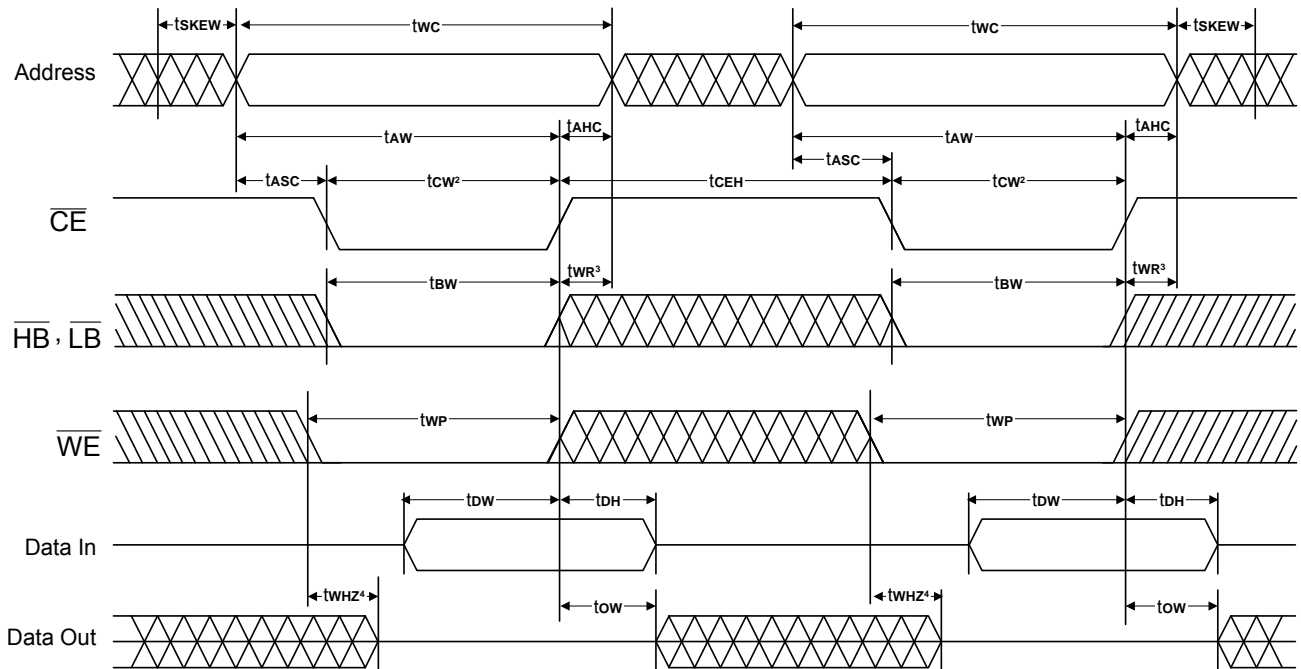 tSKEW tWC tWC tSKEW
Address
tAW tAHC tAW tAHC
tASC tCW² tCEH tASC tCW²
CE
tBW tWR³ tBW tWR³
HB , LB
tWP tWP
WE
tDW tDH tDW tDH
Data In
tWHZ⁴ tOW tWHZ⁴ tOW
Data Out